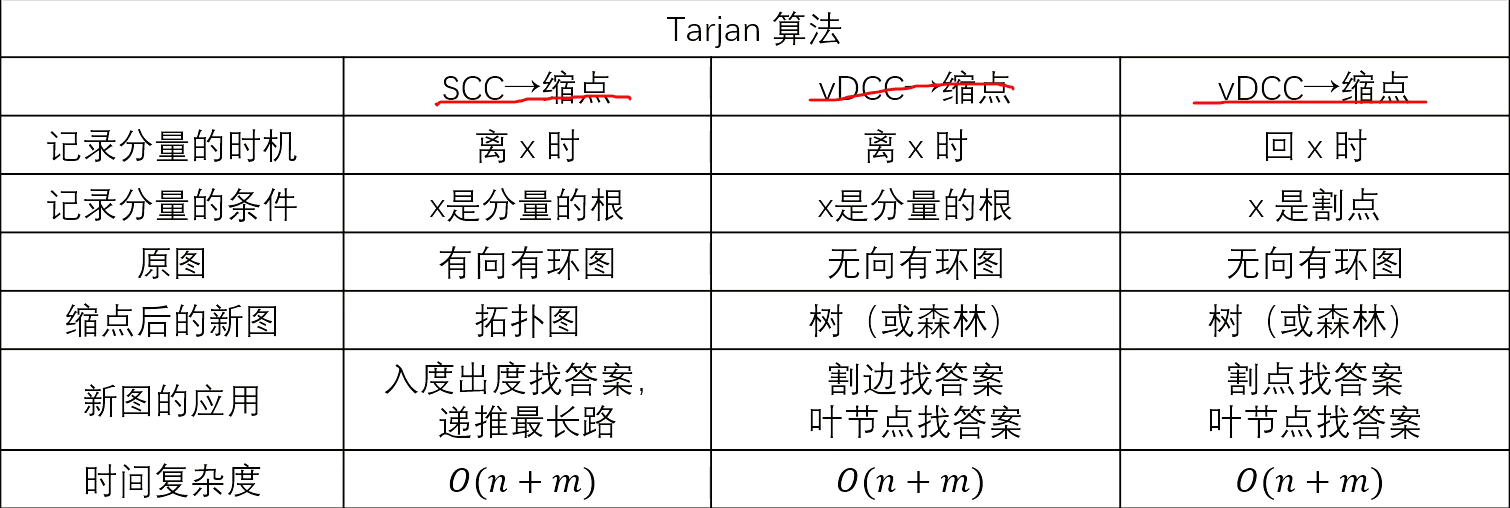 Tarjan 算法
SCC→缩点 vDCC→缩点 vDCC→缩点
记录分量的时机 离 x 时 离 x 时 回 x 时
记录分量的条件 x是分量的根 x是分量的根 x 是割点
原图 有向有环图 无向有环图 无向有环图
缩点后的新图 拓扑图 树（或森林） 树（或森林）
新图的应用 入度出度找答案, 递推最长路 割边找答案 叶节点找答案 割点找答案 叶节点找答案
时间复杂度 O(n + m) O(n + m) O(n + m)